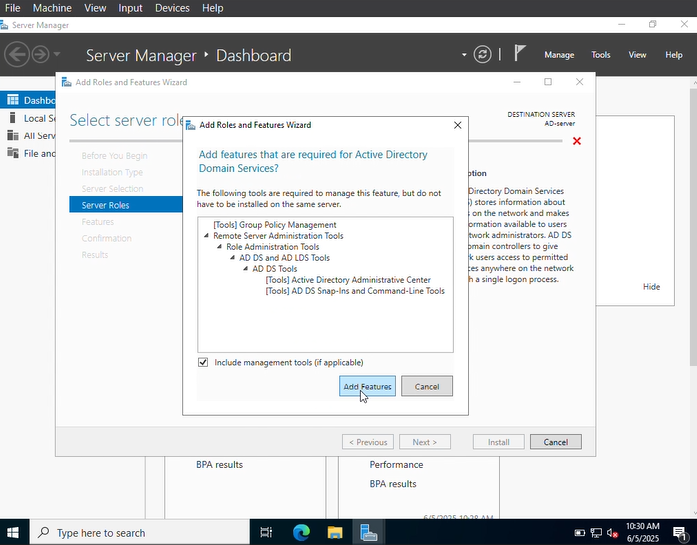 File Machine View Input Devices Help
Server Manager
Server Manager ‣ Dashboard
Manage Tools View Help
Add Roles and Features Wizard
Dashbo
Local Se
All Serv
File and
Select server role
DESTINATION SERVER
AD-server
Before You Begin
Installation Type
Server Selection
Server Roles
Features
Confirmation
Results
Add Roles and Features Wizard
Add features that are required for Active Directory
Domain Services?
The following tools are required to manage this feature, but do not
have to be installed on the same server.
[Tools] Group Policy Management
Remote Server Administration Tools
Role Administration Tools
AD DS and AD LDS Tools
AD DS Tools
[Tools] Active Directory Administrative Center
[Tools] AD DS Snap-Ins and Command-Line Tools
Include management tools (if applicable)
Add Features Cancel
ption
Directory Domain Services
) stores information about
s on the network and makes
ormation available to users
twork administrators. AD DS
omain controllers to give
rk users access to permitted
ces anywhere on the network
h a single logon process.
Hide
< Previous Next > Install Cancel
BPA results
Performance
BPA results
6/5/2025 10:28 AM
Type here to search
10:30 AM
6/5/2025
1